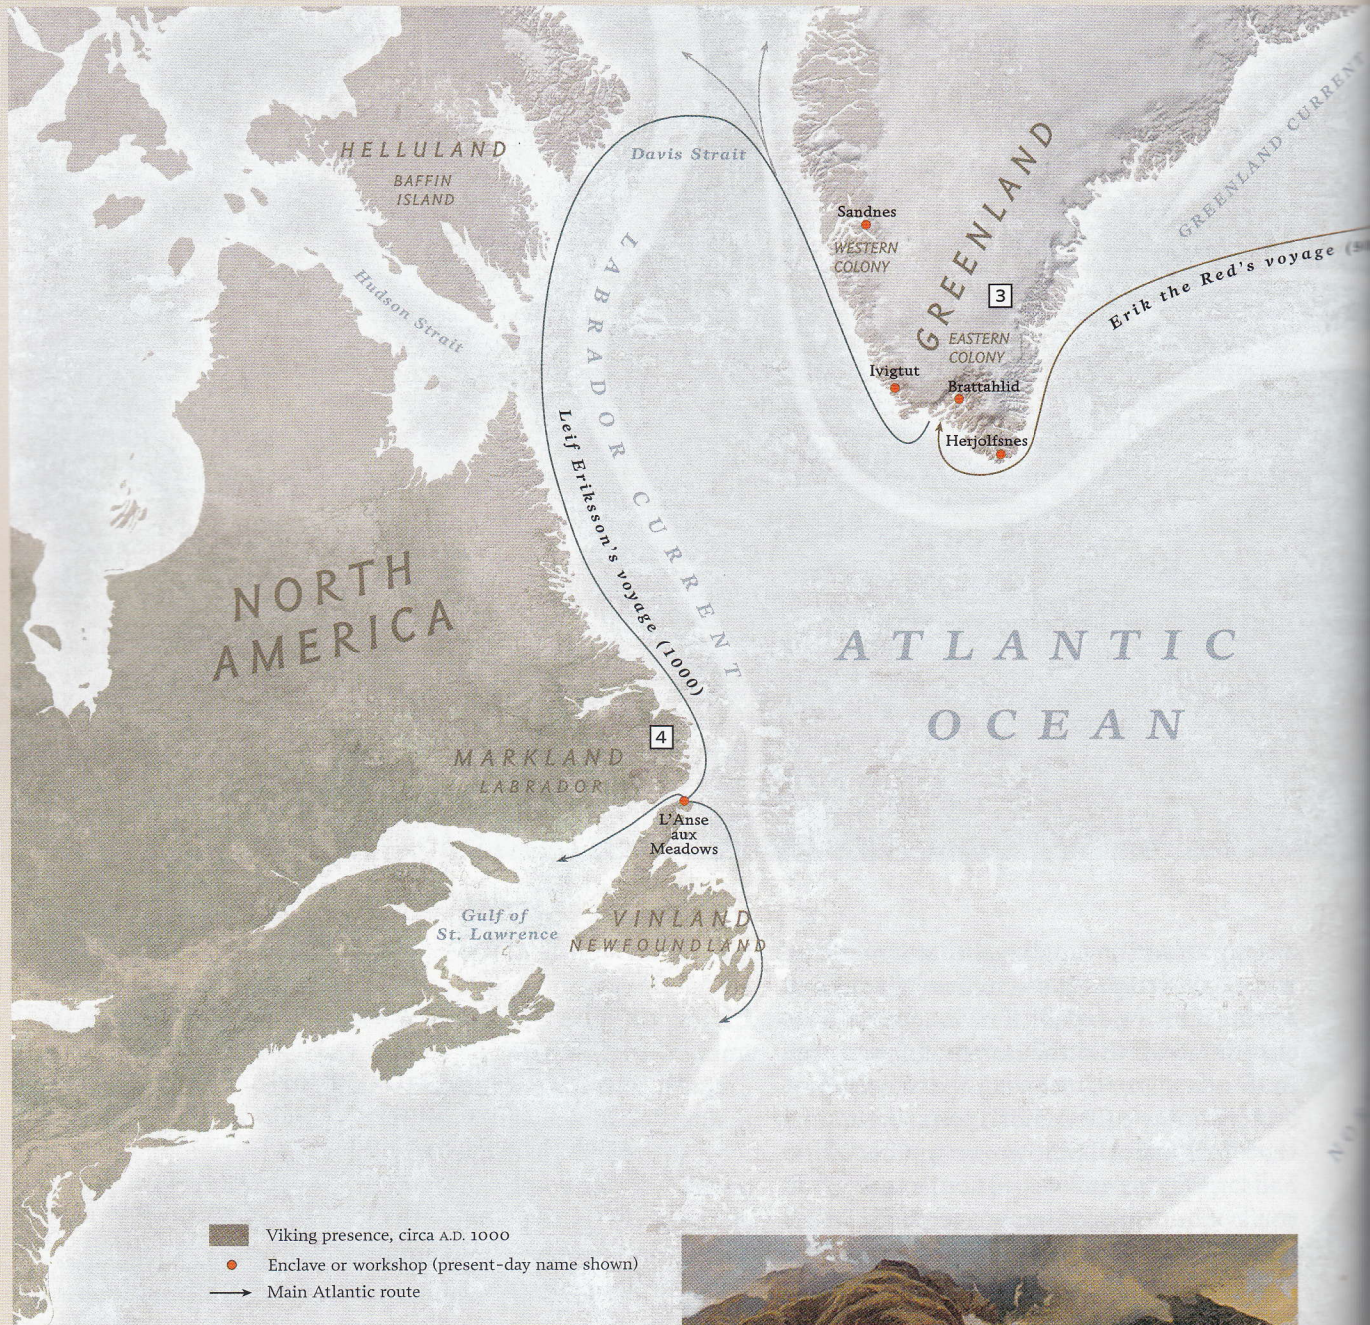 GREENLAND CURRENT
HELLULAND
BAFFIN
ISLAND
Davis Strait
Sandnes
WESTERN
COLONY
GREENLAND
3
Erik the Red's voyage
Hudson Strait
LABRADOR CURRENT
EASTERN
COLONY
Ivigtut
Brattahlid
Herjolfsnes
Leif Eriksson's voyage (1000)
NORTH
AMERICA
ATLANTIC
OCEAN
4
MARKLAND
LABRADOR
L'Anse
aux
Meadows
Gulf of
St. Lawrence
VINLAND
NEWFOUNDLAND
Viking presence, circa A.D. 1000
Enclave or workshop (present-day name shown)
Main Atlantic route